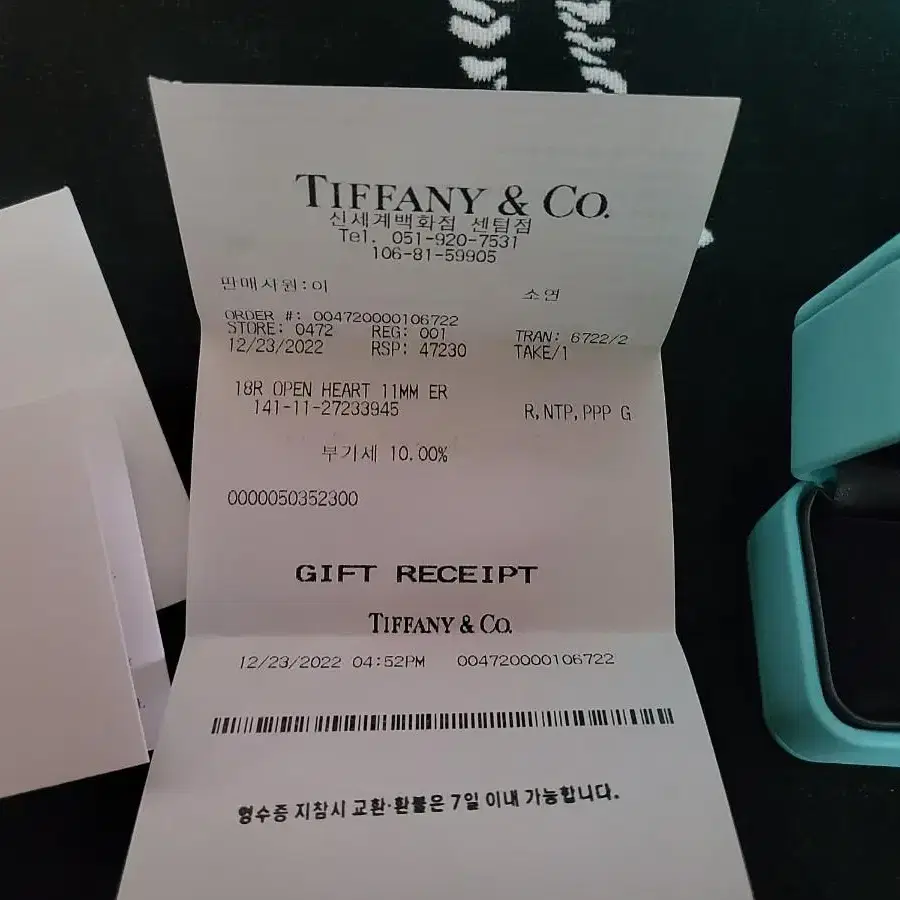 TIFFANY & CO.
신세계백화점 센텀점
Tel. 051-920-7531
106-81-59905
판매사원:이 소연
ORDER #: 004720000106722
STORE: 0472 REG: 001 TRAN: 6722/2
12/23/2022 RSP: 47230 TAKE/1
18R OPEN HEART 11MM ER
141-11-27233945 R,NTP,PPP G
부가세 10.00%
0000050352300
GIFT RECEIPT
TIFFANY & CO.
12/23/2022 04:52PM 004720000106722
영수증 지참시 교환·환불은 7일 이내 가능합니다.